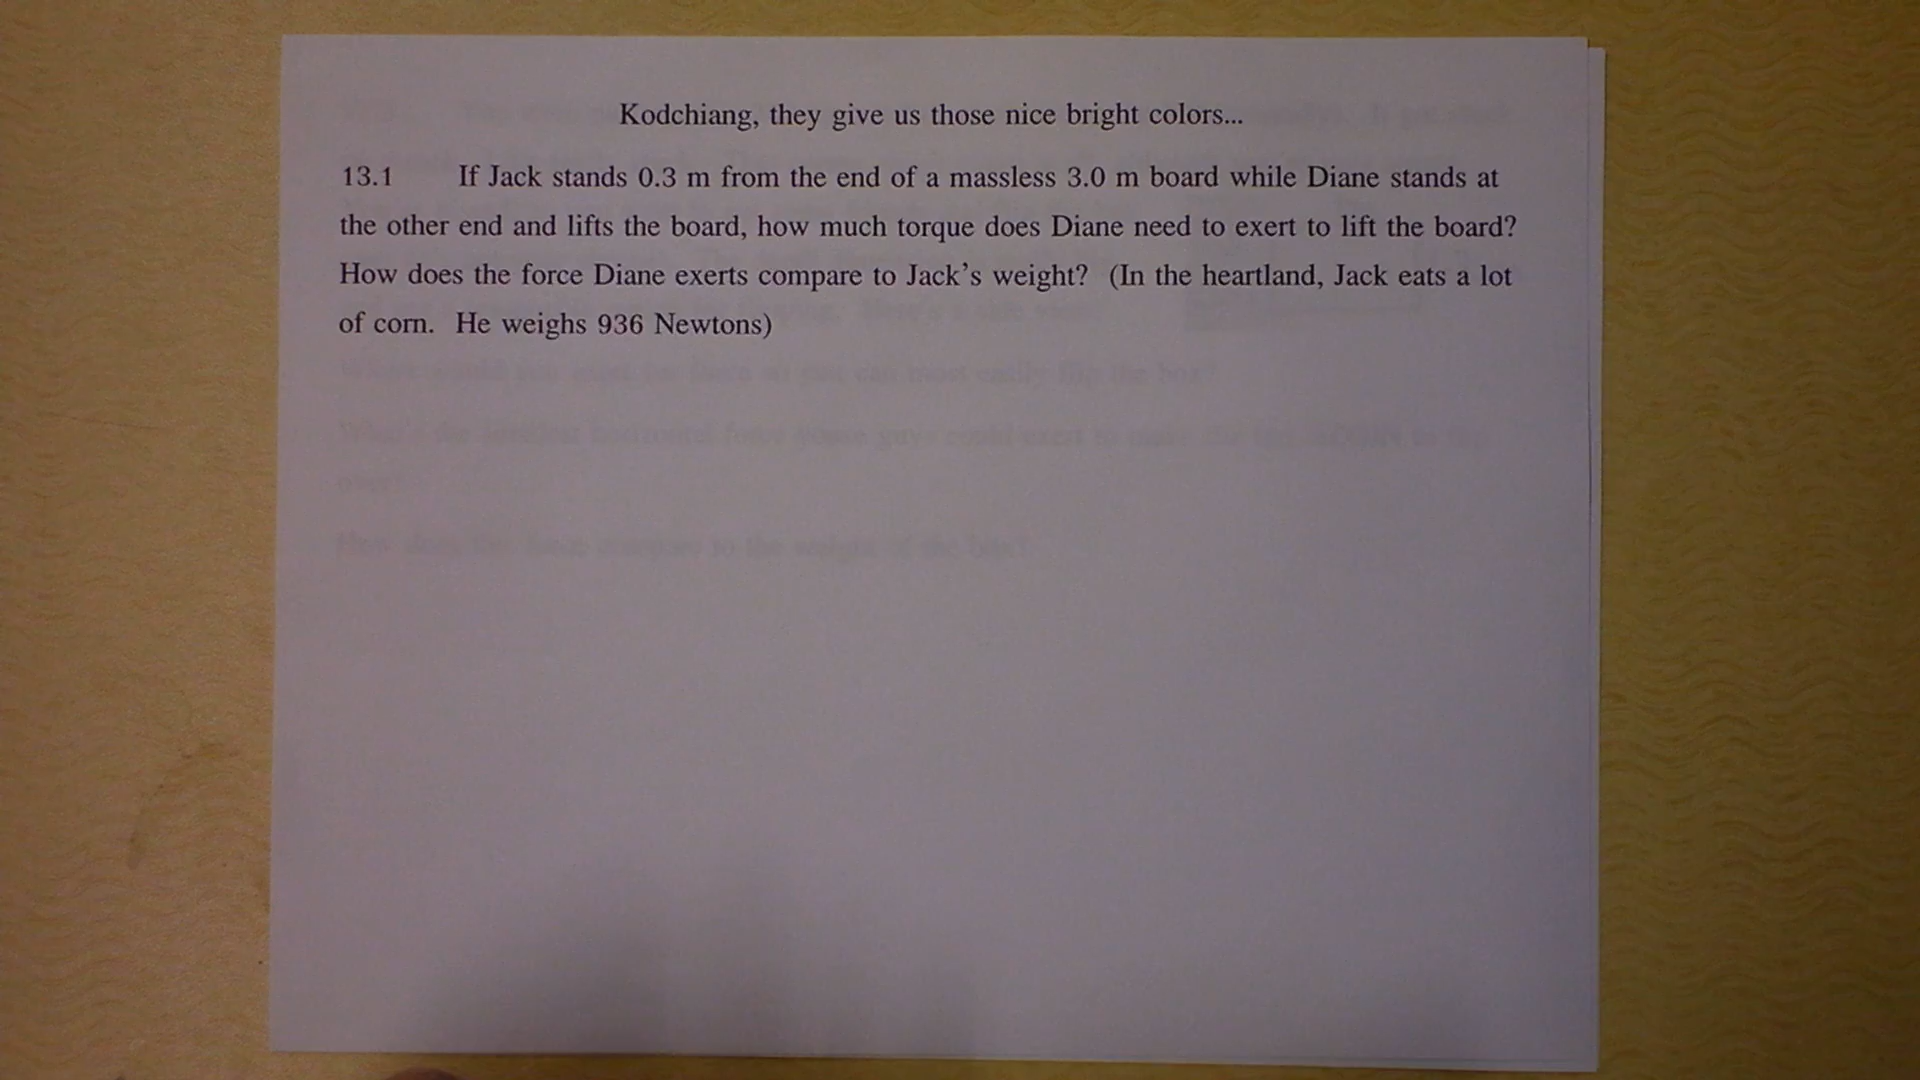 Kodchiang, they give us those nice bright colors...
13.1 If Jack stands 0.3 m from the end of a massless 3.0 m board while Diane stands at
the other end and lifts the board, how much torque does Diane need to exert to lift the board?
How does the force Diane exerts compare to Jack's weight? (In the heartland, Jack eats a lot
of corn. He weighs 936 Newtons)